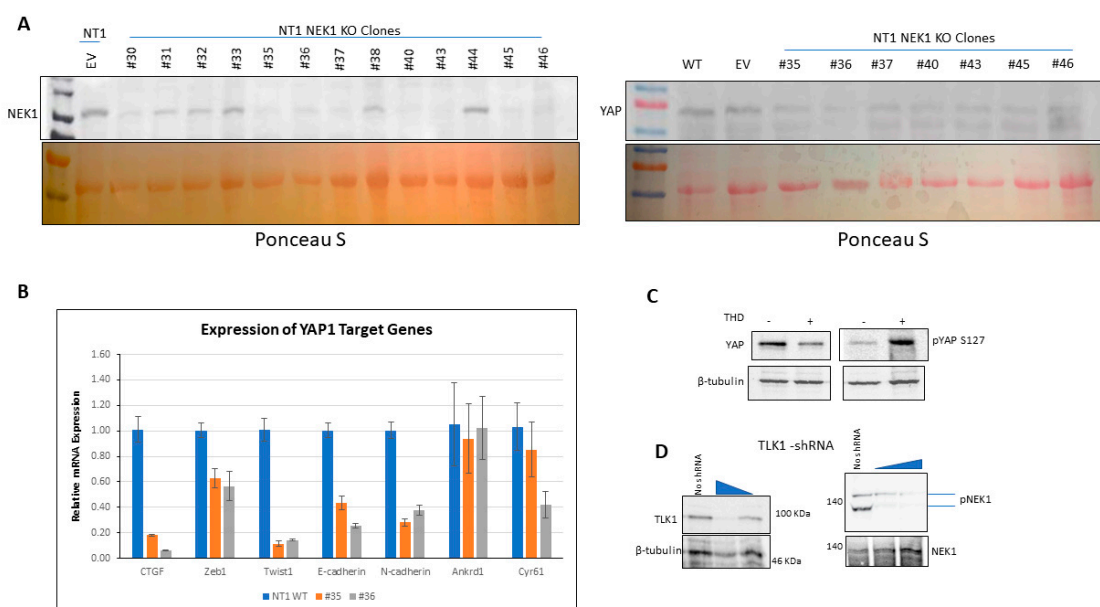 A
NT1
NT1 NEK1 KO Clones
EV #30 #31 #32 #33 #35 #36 #37 #38 #40 #43 #44 #45 #46
NEK1
Ponceau S
NT1 NEK1 KO Clones
WT EV #35 #36 #37 #40 #43 #45 #46
YAP
Ponceau S
B
Expression of YAP1 Target Genes
Relative mRNA Expression
1.60
1.40
1.20
1.00
0.80
0.60
0.40
0.20
0.00
CTGF Zeb1 Twist1 E-cadherin N-cadherin Ankrd1 Cyr61
NT1 WT #35 #36
C
THD - + - +
YAP pYAP S127
β-tubulin
D
TLK1 -shRNA
No shRNA No shRNA
TLK1 100 KDa
β-tubulin 46 KDa
140 pNEK1
140 NEK1